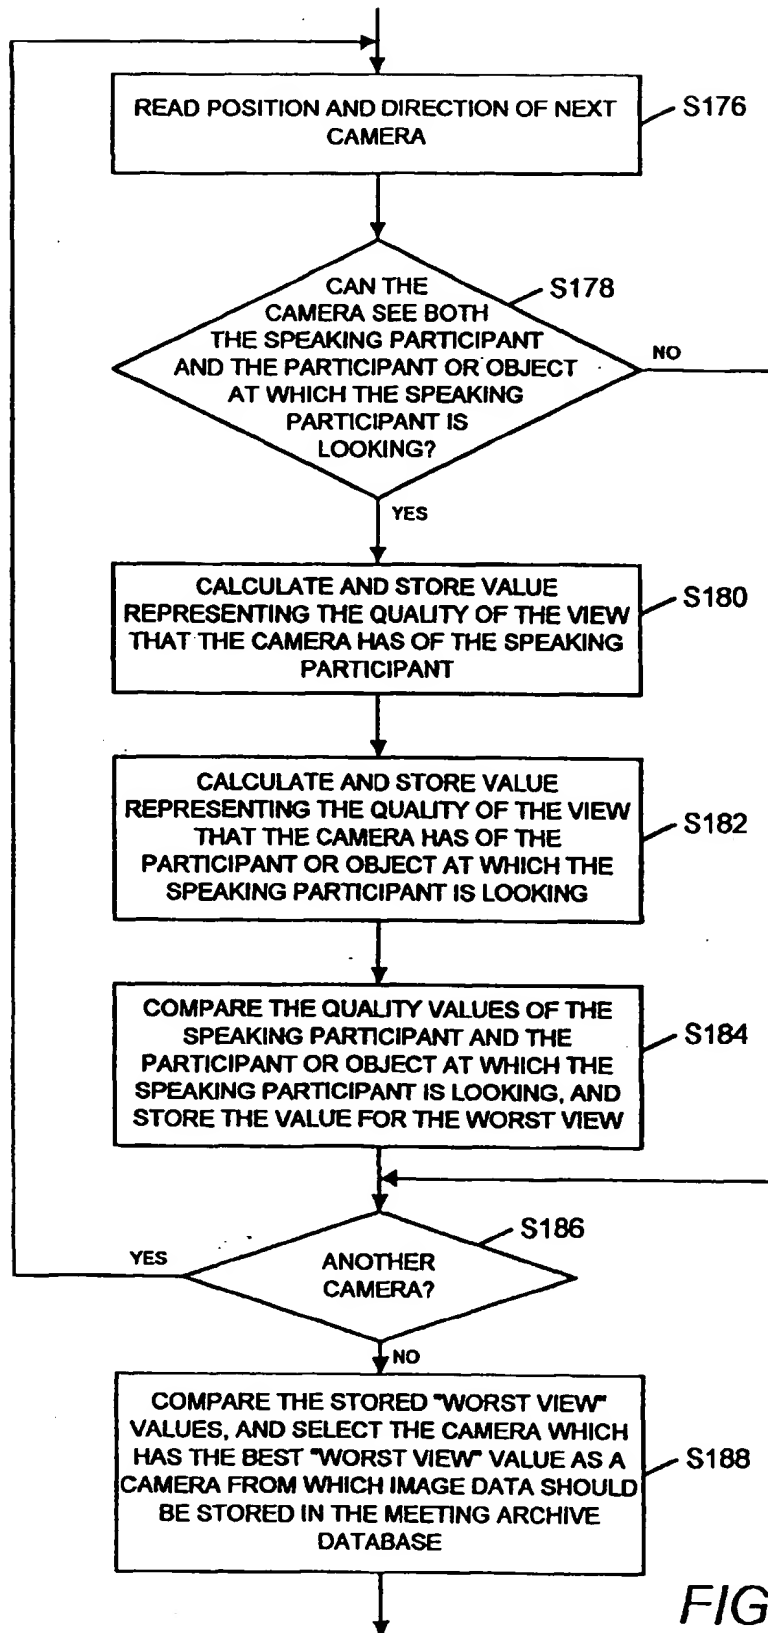 READ POSITION AND DIRECTION OF NEXT
CAMERA
S176
CAN THE
CAMERA SEE BOTH
THE SPEAKING PARTICIPANT
AND THE PARTICIPANT OR OBJECT
AT WHICH THE SPEAKING
PARTICIPANT IS
LOOKING?
S178
NO
YES
CALCULATE AND STORE VALUE
REPRESENTING THE QUALITY OF THE VIEW
THAT THE CAMERA HAS OF THE SPEAKING
PARTICIPANT
S180
CALCULATE AND STORE VALUE
REPRESENTING THE QUALITY OF THE VIEW
THAT THE CAMERA HAS OF THE
PARTICIPANT OR OBJECT AT WHICH THE
SPEAKING PARTICIPANT IS LOOKING
S182
COMPARE THE QUALITY VALUES OF THE
SPEAKING PARTICIPANT AND THE
PARTICIPANT OR OBJECT AT WHICH THE
SPEAKING PARTICIPANT IS LOOKING, AND
STORE THE VALUE FOR THE WORST VIEW
S184
S186
YES
ANOTHER
CAMERA?
NO
COMPARE THE STORED "WORST VIEW"
VALUES, AND SELECT THE CAMERA WHICH
HAS THE BEST "WORST VIEW" VALUE AS A
CAMERA FROM WHICH IMAGE DATA SHOULD
BE STORED IN THE MEETING ARCHIVE
DATABASE
S188
FIG